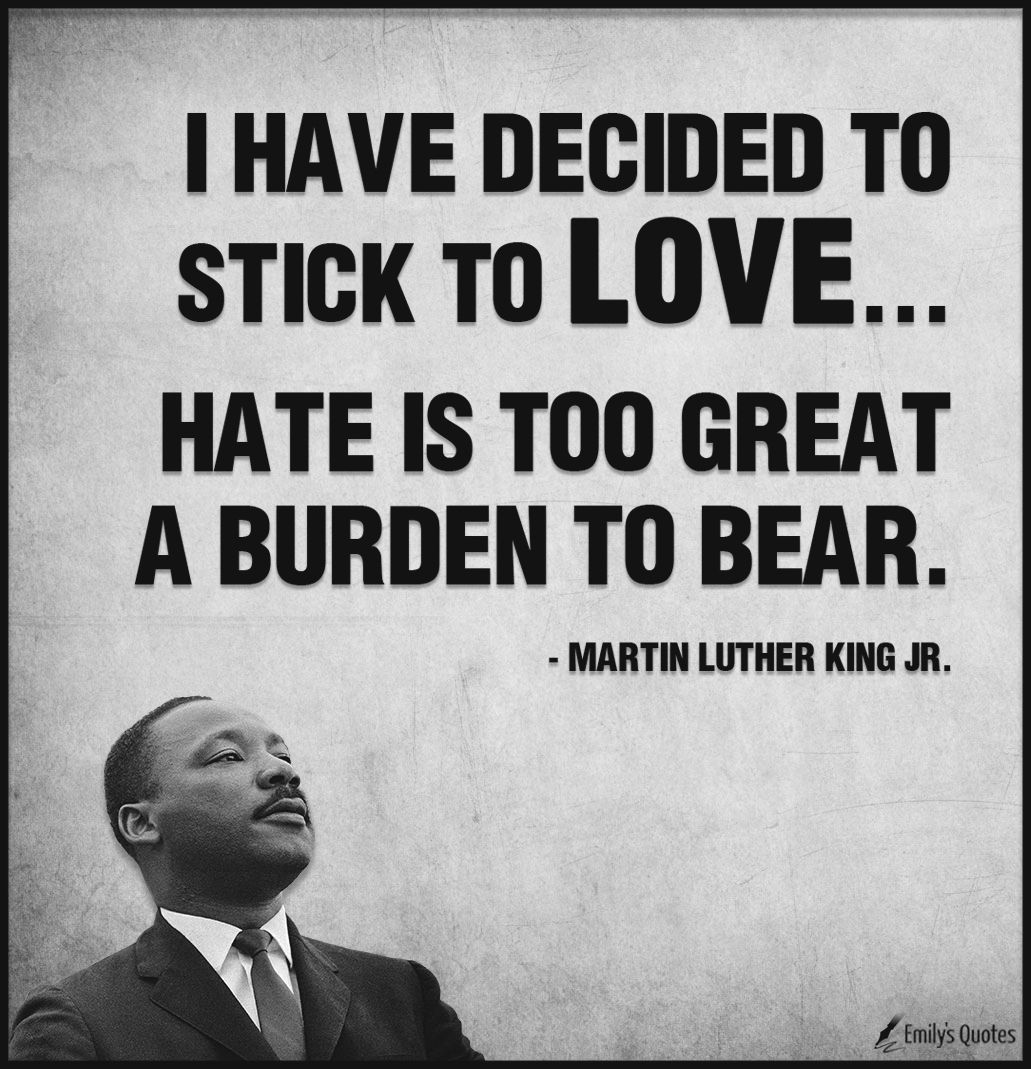 I HAVE DECIDED TO
STICK TO LOVE...
HATE IS TOO GREAT
A BURDEN TO BEAR.
- MARTIN LUTHER KING JR.
Emily's Quotes